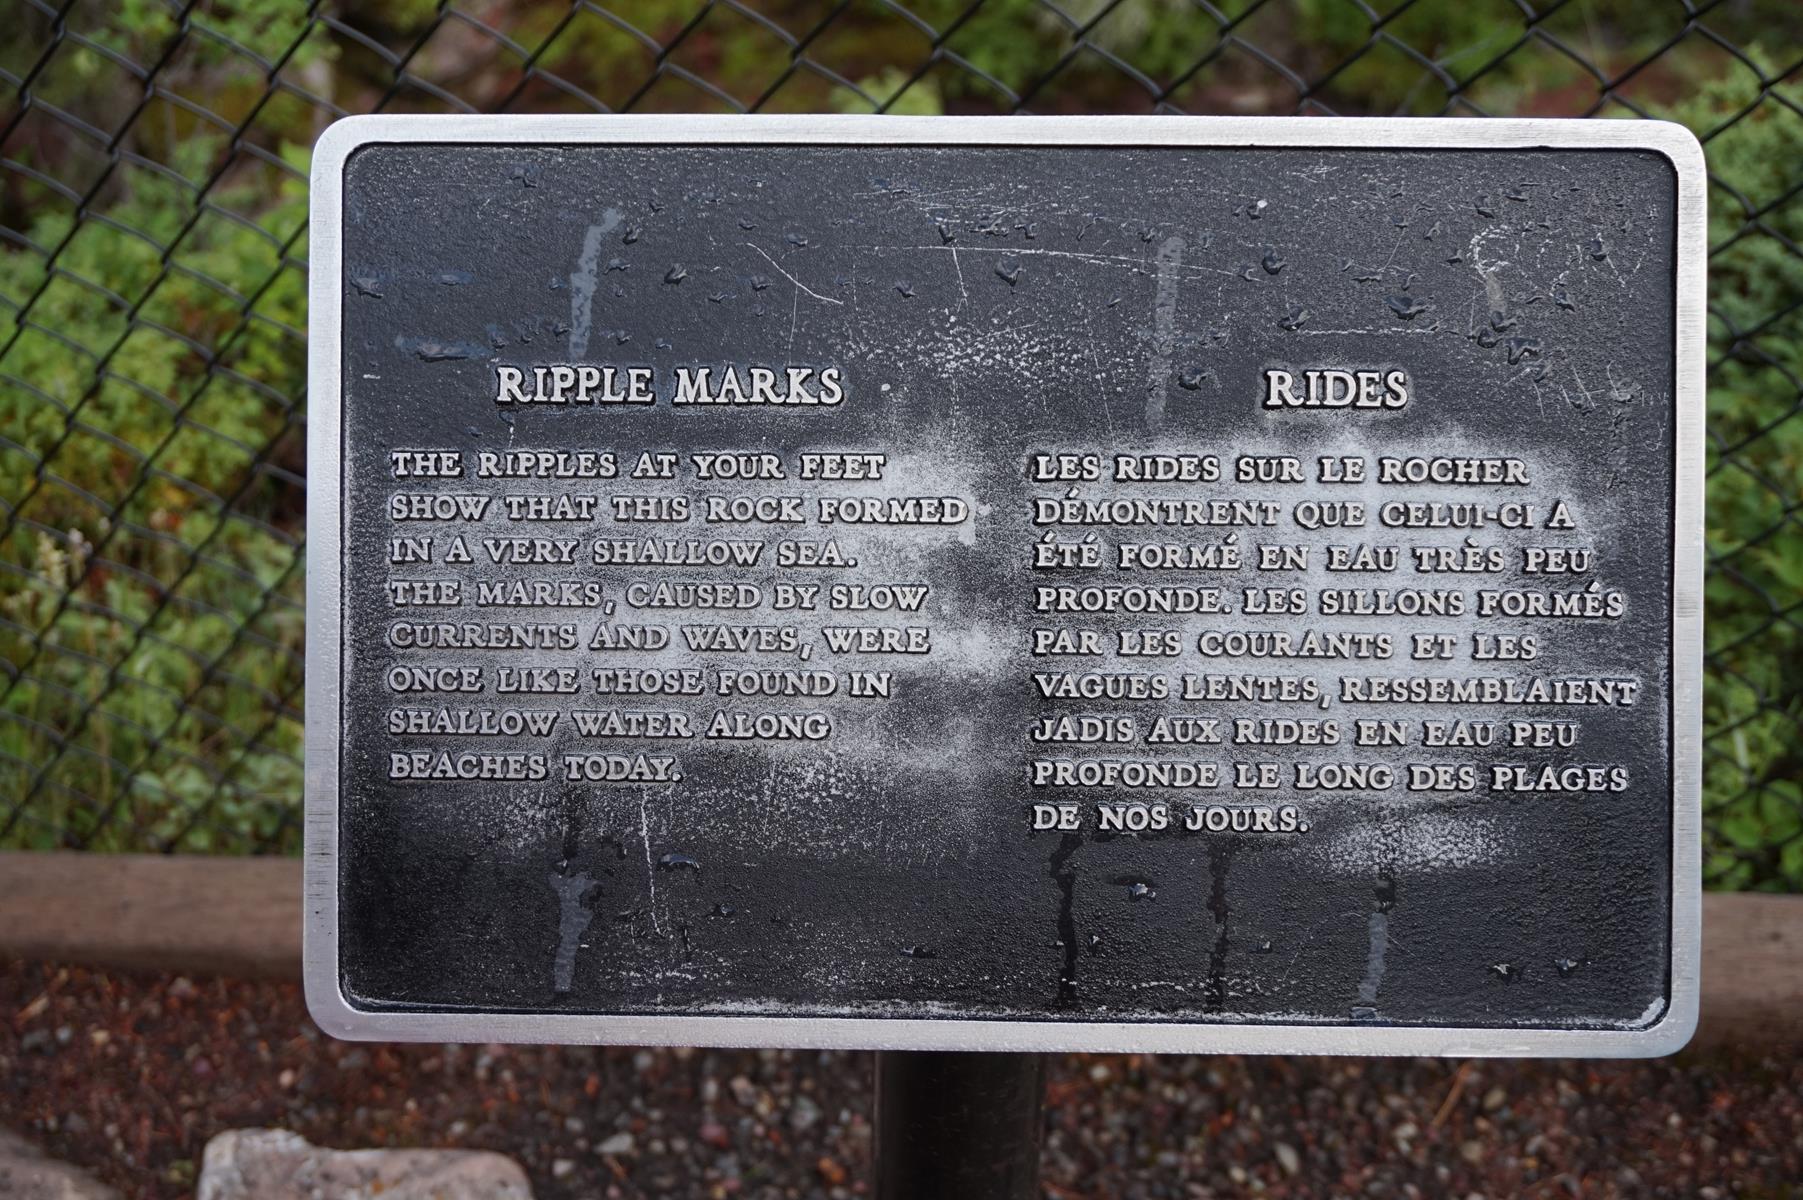 RIPPLE MARKS
THE RIPPLES AT YOUR FEET
SHOW THAT THIS ROCK FORMED
IN A VERY SHALLOW SEA.
THE MARKS, CAUSED BY SLOW
CURRENTS AND WAVES, WERE
ONCE LIKE THOSE FOUND IN
SHALLOW WATER ALONG
BEACHES TODAY.
RIDES
LES RIDES SUR LE ROCHER
DÉMONTRENT QUE CELUI-CI A
ÉTÉ FORMÉ EN EAU TRÈS PEU
PROFONDE. LES SILLONS FORMÉS
PAR LES COURANTS ET LES
VAGUES LENTES, RESSEMBLAIENT
JADIS AUX RIDES EN EAU PEU
PROFONDE LE LONG DES PLAGES
DE NOS JOURS.